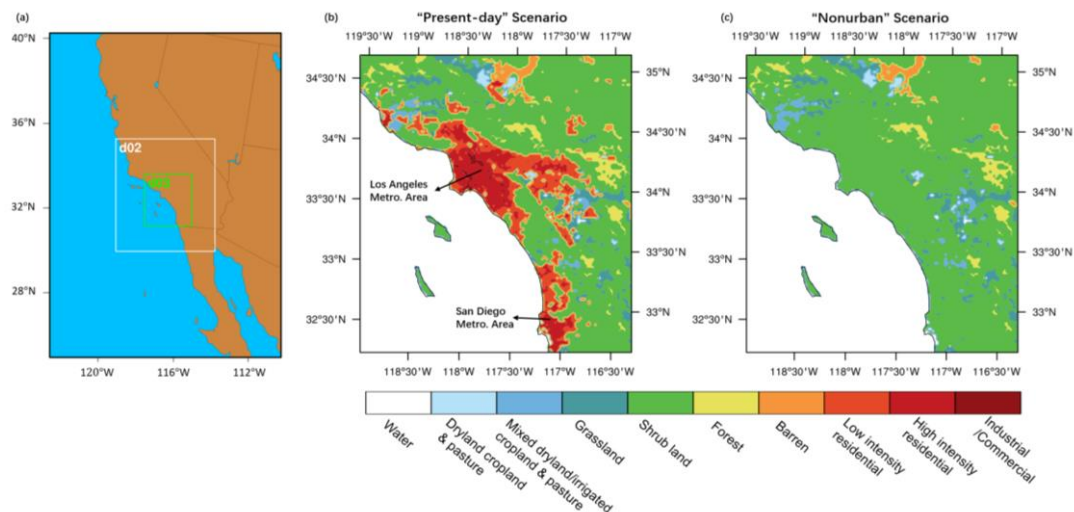 (a)
40°N
36°N
32°N
28°N
120°W 116°W 112°W
d02
(b) "Present-day" Scenario
119°30'W 119°W 118°30'W 118°W 117°30'W 117°W
34°30'N
34°N
33°30'N
33°N
32°30'N
35°N
34°30'N
34°N
33°30'N
33°N
Los Angeles
Metro. Area
San Diego
Metro. Area
118°30'W 118°W 117°30'W 117°W 116°30'W
(c) "Nonurban" Scenario
119°30'W 119°W 118°30'W 118°W 117°30'W 117°W
34°30'N
34°N
33°30'N
33°N
32°30'N
35°N
34°30'N
34°N
33°30'N
33°N
118°30'W 118°W 117°30'W 117°W 116°30'W
Water
Dryland cropland
& pasture
Mixed dryland/irrigated
cropland & pasture
Grassland
Shrub land
Forest
Barren
Low intensity
residential
High intensity
residential
Industrial
/Commercial